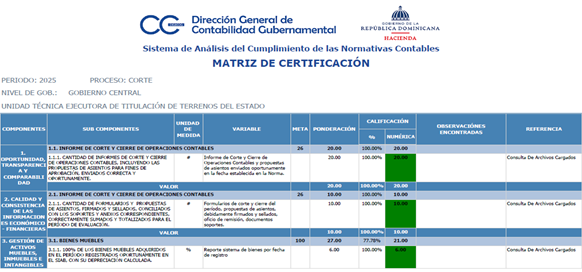 Dirección General de
Contabilidad Gubernamental
GOBIERNO DE LA
REPÚBLICA DOMINICANA
HACIENDA
Sistema de Análisis del Cumplimiento de las Normativas Contables
MATRIZ DE CERTIFICACIÓN
PERIODO: 2025 PROCESO: CORTE
NIVEL DE GOB.: GOBIERNO CENTRAL
UNIDAD TÉCNICA EJECUTORA DE TITULACIÓN DE TERRENOS DEL ESTADO
COMPONENTES SUB COMPONENTES UNIDAD DE MEDIDA VARIABLE META PONDERACIÓN CALIFICACIÓN % NUMÉRICA OBSERVACIÓNES ENCONTRADAS REFERENCIA
1. OPORTUNIDAD, TRANSPARENCIA Y COMPARABILIDAD
1.1. INFORME DE CORTE Y CIERRE DE OPERACIONES CONTABLES 26 20.00 100.00% 20.00
1.1.1. CANTIDAD DE INFORMES DE CORTE Y CIERRE DE OPERACIONES CONTABLES, INCLUYENDO LAS PROPUESTAS DE ASIENTOS PARA FINES DE APROBACIÓN, ENVIADOS CORRECTA Y OPORTUNAMENTE.
#
Informe de Corte y Cierre de Operaciones Contables y propuestas de asientos enviados oportunamente en la fecha establecida en la Norma.
20.00 100.00% 20.00 Consulta De Archivos Cargados
VALOR 20.00 100.00% 20.00
2. CALIDAD Y CONSISTENCIA DE LAS INFORMACIONES ECONÓMICO - FINANCIERAS
2.1. INFORME DE CORTE Y CIERRE DE OPERACIONES CONTABLES 26 10.00 100.00% 10.00
2.1.1. CANTIDAD DE FORMULARIOS Y PROPUESTAS DE ASIENTOS, FIRMADOS Y SELLADOS, CONCILIADOS CON LOS SOPORTES Y ANEXOS CORRESPONDIENTES, CORRECTAMENTE SUMADOS Y TOTALIZADOS PARA EL PERÍODO DE EVALUACIÓN.
#
Formularios de corte y cierre del período, propuestas de asientos, debidamente firmados y sellados, oficio de remisión, documentos soportes.
10.00 100.00% 10.00 Consulta De Archivos Cargados
VALOR 10.00 100.00% 10.00
3. GESTIÓN DE ACTIVOS MUEBLES, INMUEBLES E INTANGIBLES
3.1. BIENES MUEBLES 100 27.00 77.78% 21.00
3.1.1. 100% DE LOS BIENES MUEBLES ADQUIRIDOS EN EL PERÍODO REGISTRADOS OPORTUNAMENTE EN EL SIAB, CON SU DEPRECIACION CALCULADA.
%
Reporte sistema de bienes por fecha de registro
6.00 100.00% 6.00 Consulta De Archivos Cargados